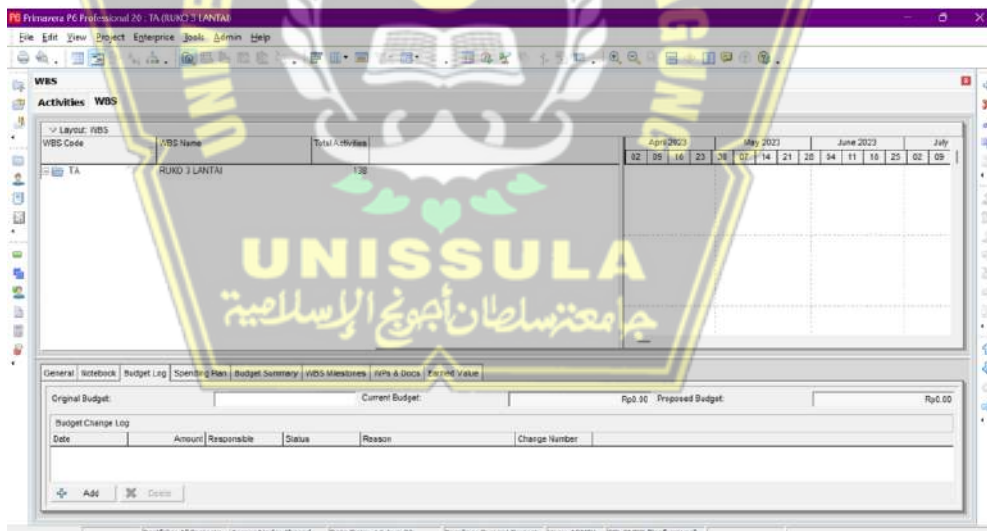 Primavera P6 Professional 20 : TA (RUKO 3 LANTAI)
File Edit View Project Enterprise Tools Admin Help
WBS
Activities WBS
Layout: WBS
WBS Code WBS Name Total Activities
April 2023 May 2023 June 2023 July
02 09 16 23 30 07 14 21 28 04 11 18 25 02 09
TA RUKO 3 LANTAI 138
AGUNG
UNISSULA
جامعتنسلطان أجونج الإسلامية
General Notebook Budget Log Spending Plan Budget Summary WBS Milestones WPs & Docs Earned Value
Original Budget: Current Budget: Rp0.00 Proposed Budget: Rp0.00
Budget Change Log
Date Amount Responsible Status Reason Change Number
Add Delete